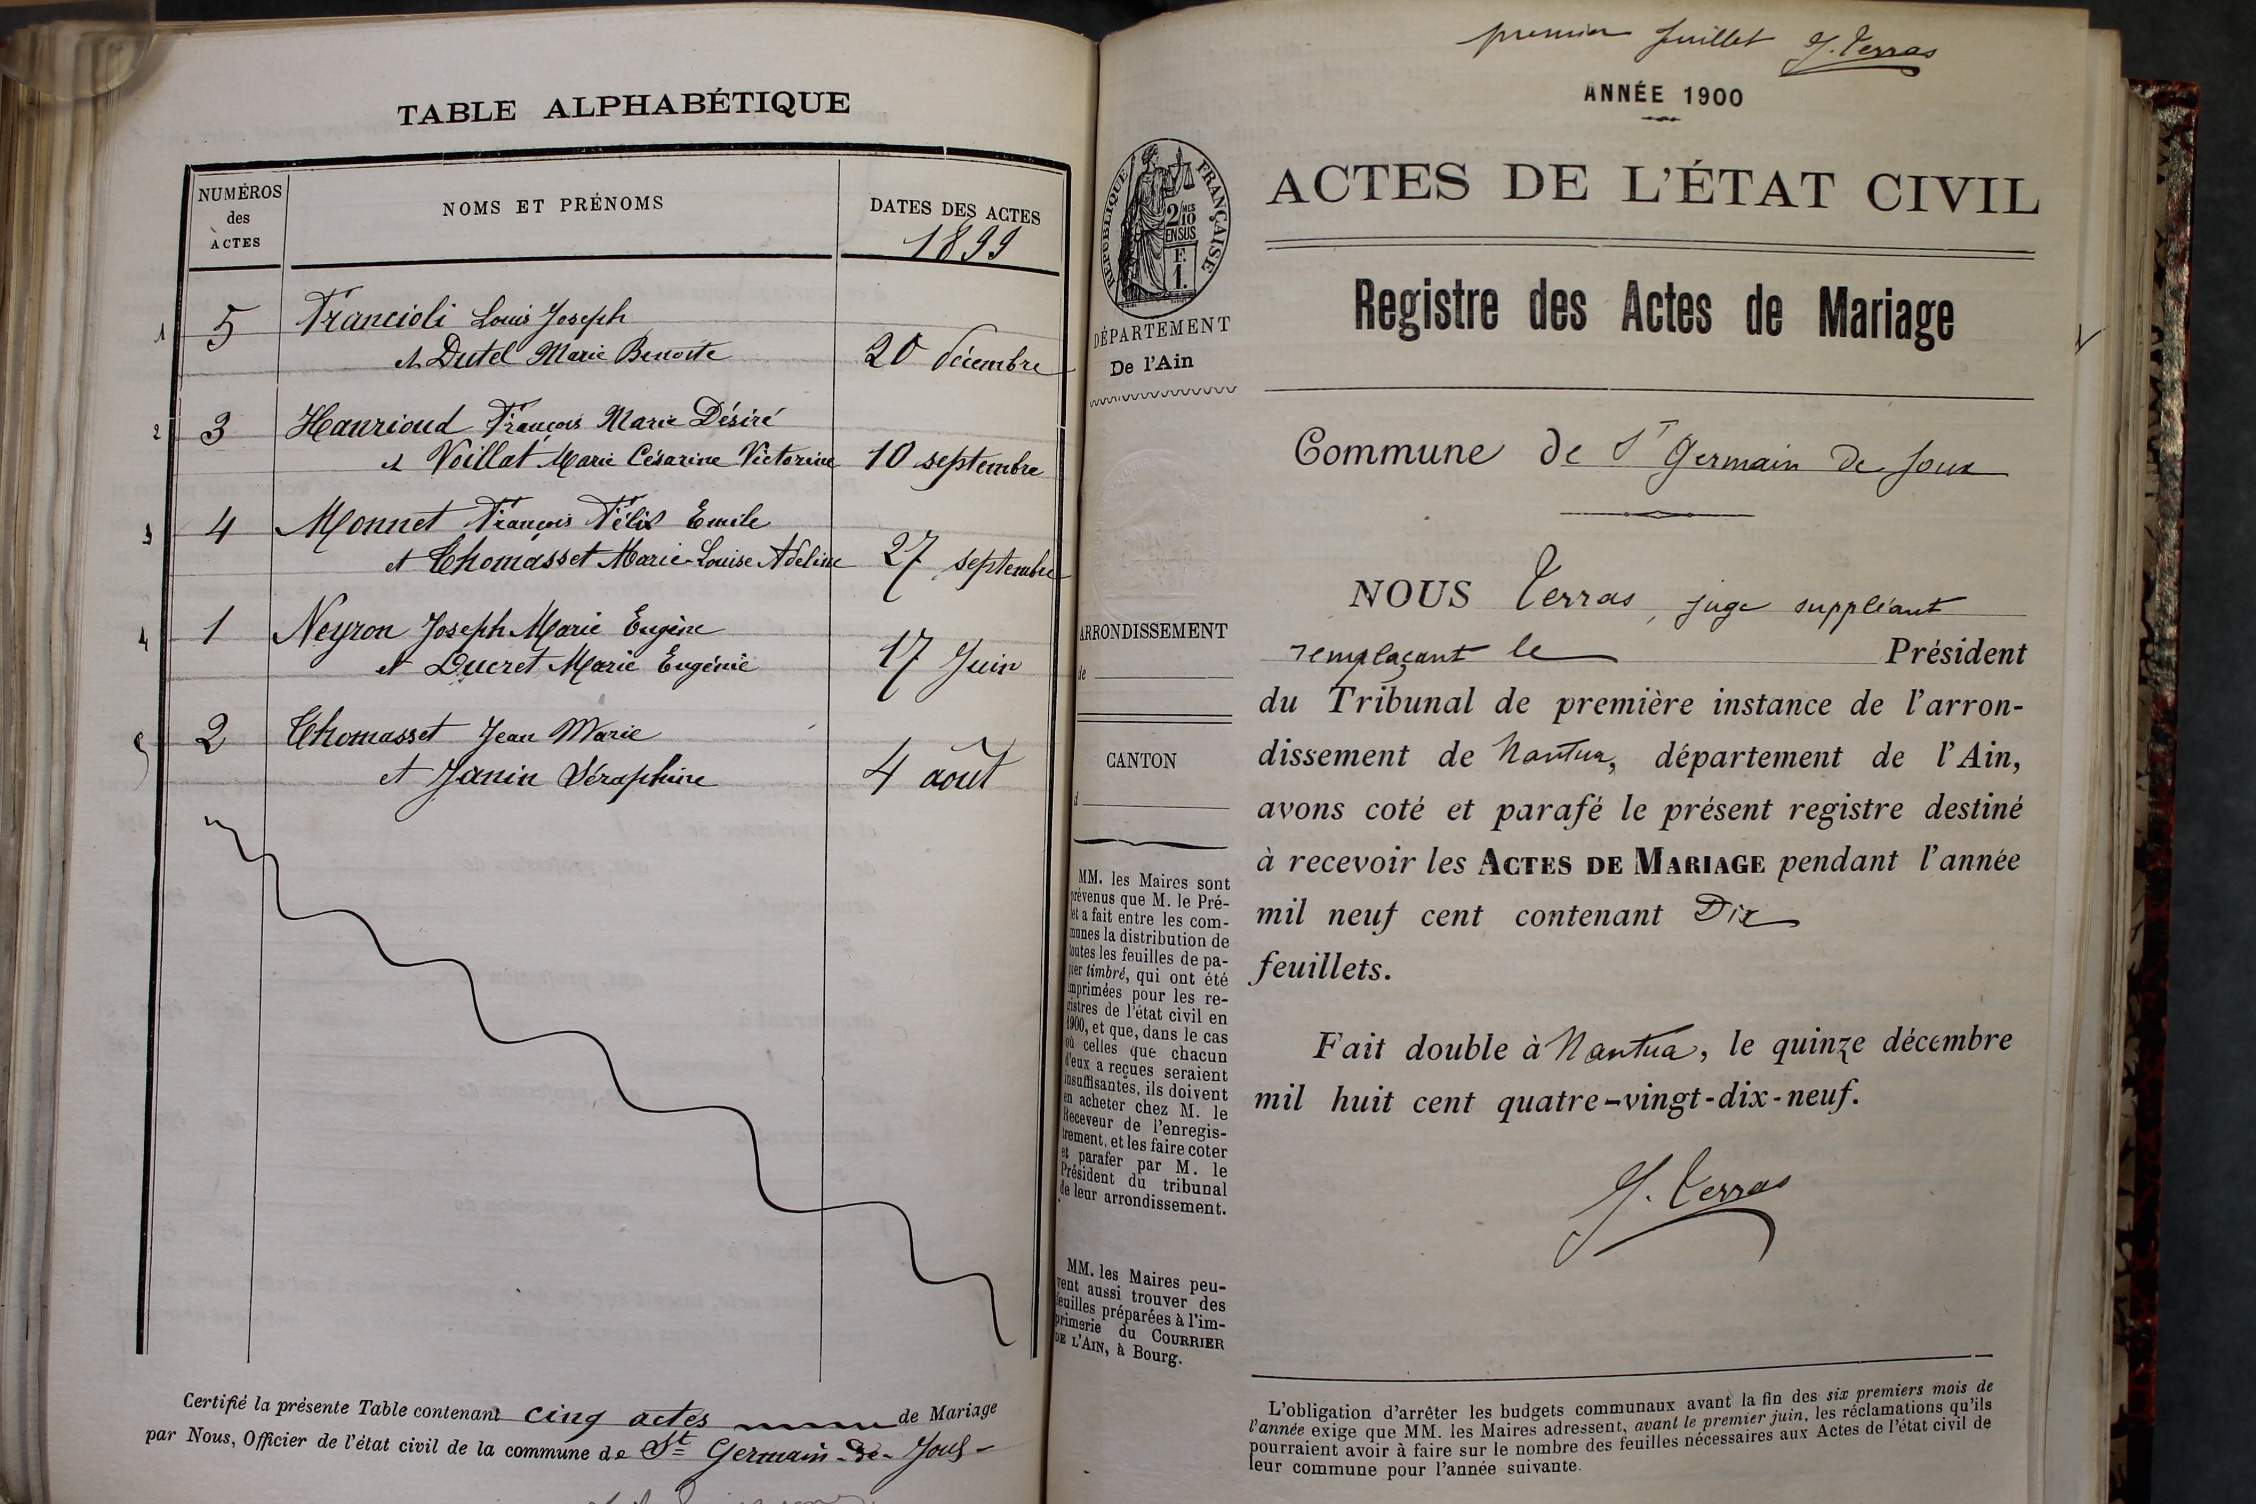 TABLE ALPHABÉTIQUE
NUMÉROS
des
ACTES
NOMS ET PRÉNOMS
DATES DES ACTES
1899
1 5 Francioli Louis Joseph
et Dutel Marie Benoite 20 décembre
2 3 Hanrioud François Marie Désiré
et Voillat Marie Césarine Victorine 10 septembre
3 4 Monnet François Félix Emile
et Thomasset Marie-Louise Adeline 27 septembre
4 1 Neyron Joseph Marie Eugène
et Ducret Marie Eugénie 17 Juin
5 2 Thomasset Jean Marie
et Janin Séraphine 4 août
Certifié la présente Table contenant cinq actes de Mariage
par Nous, Officier de l'état civil de la commune de St Germain-de-Joux
premier Juillet J. Terras
ANNÉE 1900
RÉPUBLIQUE FRANÇAISE
2/10 MES
EN SUS
F.
1.
DÉPARTEMENT
De l'Ain
ARRONDISSEMENT
de
CANTON
d
MM. les Maires sont
prévenus que M. le Pré-
fet a fait entre les com-
munes la distribution de
toutes les feuilles de pa-
pier timbré, qui ont été
imprimées pour les re-
gistres de l'état civil en
1900, et que, dans le cas
où celles que chacun
d'eux a reçues seraient
insuffisantes, ils doivent
en acheter chez M. le
Receveur de l'enregis-
trement, et les faire coter
et parafer par M. le
Président du tribunal
de leur arrondissement.
MM. les Maires peu-
vent aussi trouver des
feuilles préparées à l'im-
primerie du COURRIER
DE L'AIN, à Bourg.
ACTES DE L'ÉTAT CIVIL
Registre des Actes de Mariage
Commune de St Germain de Joux
NOUS Terras, juge suppléant
remplaçant le Président
du Tribunal de première instance de l'arron-
dissement de Nantua, département de l'Ain,
avons coté et parafé le présent registre destiné
à recevoir les ACTES DE MARIAGE pendant l'année
mil neuf cent contenant Dix
feuillets.
Fait double à Nantua, le quinze décembre
mil huit cent quatre-vingt-dix-neuf.
J. Terras
L'obligation d'arrêter les budgets communaux avant la fin des six premiers mois de
l'année exige que MM. les Maires adressent, avant le premier juin, les réclamations qu'ils
pourraient avoir à faire sur le nombre des feuilles nécessaires aux Actes de l'état civil de
leur commune pour l'année suivante.